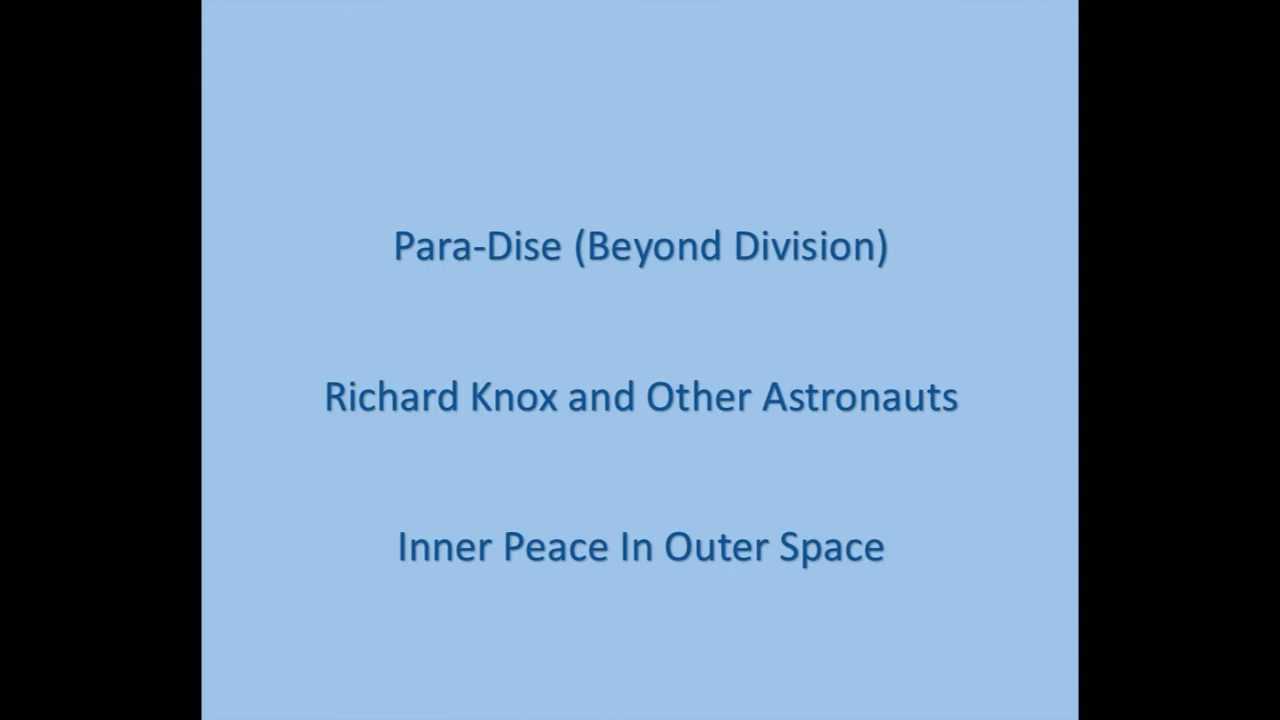 Para-Dise (Beyond Division)
Richard Knox and Other Astronauts
Inner Peace In Outer Space